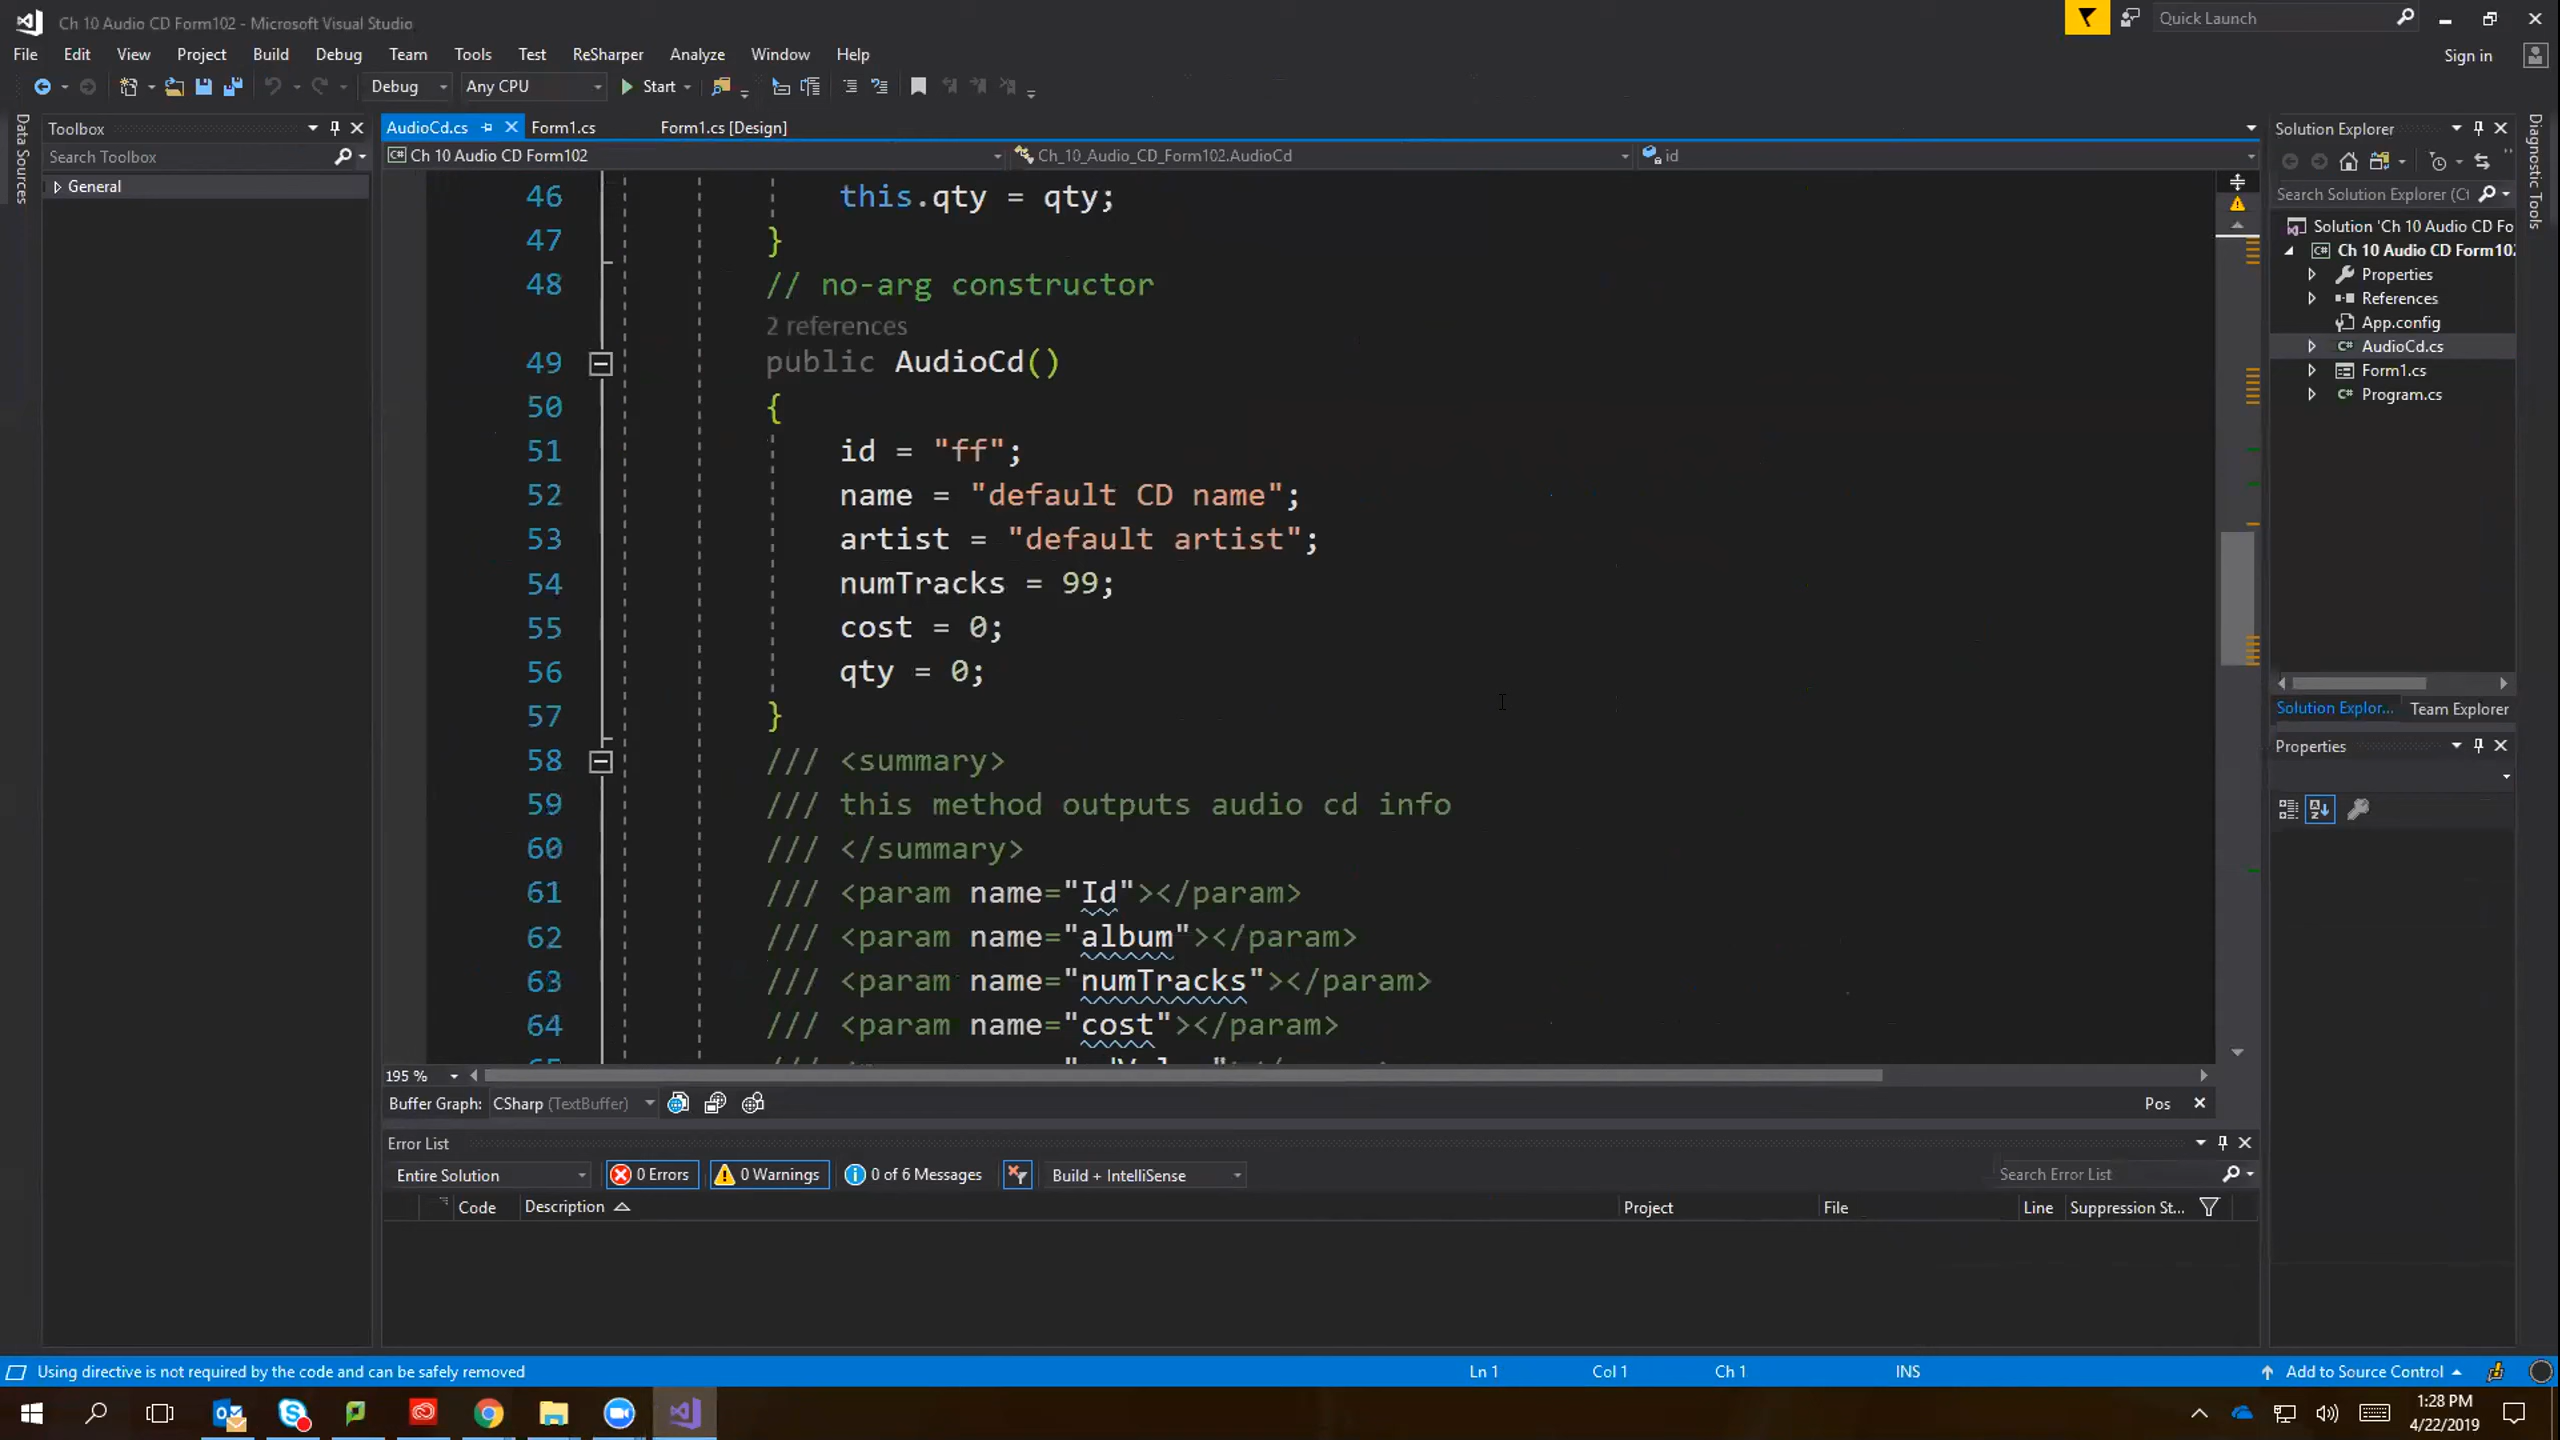 Ch 10 Audio CD Form102 - Microsoft Visual Studio
Quick Launch
File Edit View Project Build Debug Team Tools Test ReSharper Analyze Window Help
Sign in
Debug Any CPU Start
Data Sources
Toolbox
Search Toolbox
General
AudioCd.cs Form1.cs Form1.cs [Design]
Ch 10 Audio CD Form102 Ch_10_Audio_CD_Form102.AudioCd id
46 this.qty = qty;
47 }
48 // no-arg constructor
2 references
49 public AudioCd()
50 {
51 id = "ff";
52 name = "default CD name";
53 artist = "default artist";
54 numTracks = 99;
55 cost = 0;
56 qty = 0;
57 }
58 /// <summary>
59 /// this method outputs audio cd info
60 /// </summary>
61 /// <param name="Id"></param>
62 /// <param name="album"></param>
63 /// <param name="numTracks"></param>
64 /// <param name="cost"></param>
195 %
Buffer Graph: CSharp (TextBuffer)
Pos
Error List
Entire Solution 0 Errors 0 Warnings 0 of 6 Messages Build + IntelliSense Search Error List
Code Description Project File Line Suppression St...
Solution Explorer
Search Solution Explorer (Ct
Solution 'Ch 10 Audio CD Fo
Ch 10 Audio CD Form102
Properties
References
App.config
AudioCd.cs
Form1.cs
Program.cs
Solution Explor... Team Explorer
Properties
Diagnostic Tools
Using directive is not required by the code and can be safely removed
Ln 1 Col 1 Ch 1 INS
Add to Source Control
1:28 PM
4/22/2019